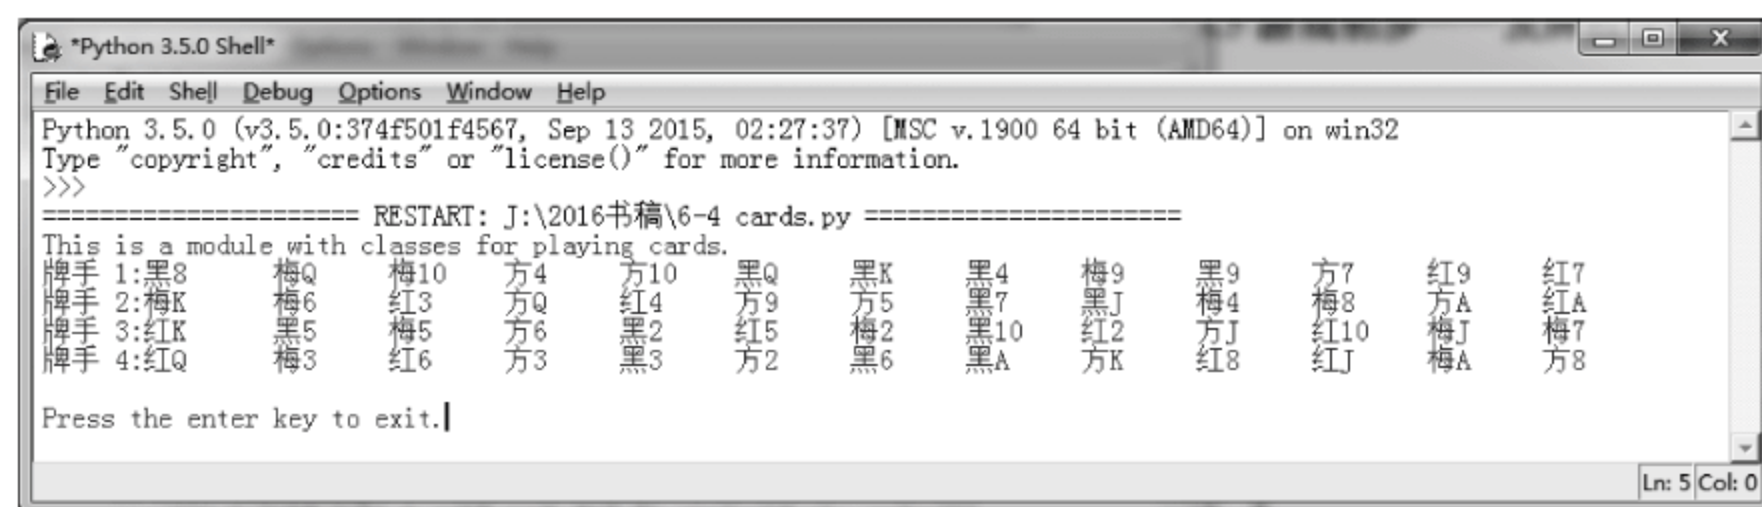 *Python 3.5.0 Shell*
File Edit Shell Debug Options Window Help
Python 3.5.0 (v3.5.0:374f501f4567, Sep 13 2015, 02:27:37) [MSC v.1900 64 bit (AMD64)] on win32
Type "copyright", "credits" or "license()" for more information.
>>>
====================== RESTART: J:\2016书稿\6-4 cards.py ======================
This is a module with classes for playing cards.
牌手 1:黑8 梅Q 梅10 方4 方10 黑Q 黑K 黑4 梅9 黑9 方7 红9 红7
牌手 2:梅K 梅6 红3 方Q 红4 方9 方5 黑7 黑J 梅4 梅8 方A 红A
牌手 3:红K 黑5 梅5 方6 黑2 红5 梅2 黑10 红2 方J 红10 梅J 梅7
牌手 4:红Q 梅3 红6 方3 黑3 方2 黑6 黑A 方K 红8 红J 梅A 方8
Press the enter key to exit.
Ln: 5 Col: 0